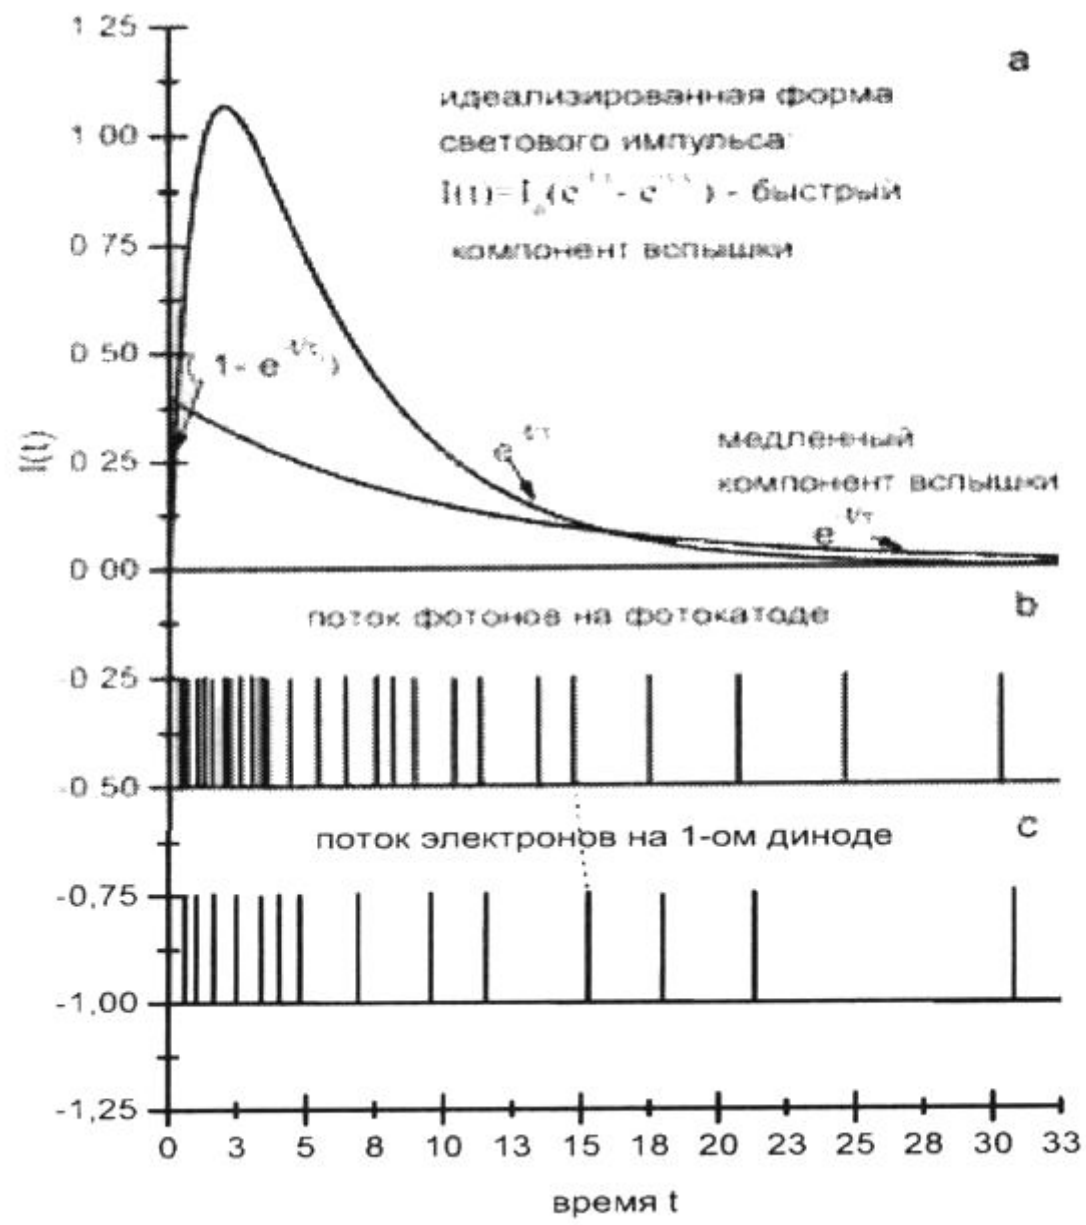 1 25
1 00
0 75
0 50
0 25
0 00
-0 25
-0 50
-0,75
-1,00
-1,25
I(t)
a
идеализированная форма
светового импульса
I(t)=I₀( - ) - быстрый
компонент вспышки
( 1- e )
e
медленный
компонент вспышки
e
b
поток фотонов на фотокатоде
c
поток электронов на 1-ом диноде
0 3 5 8 10 13 15 18 20 23 25 28 30 33
время t